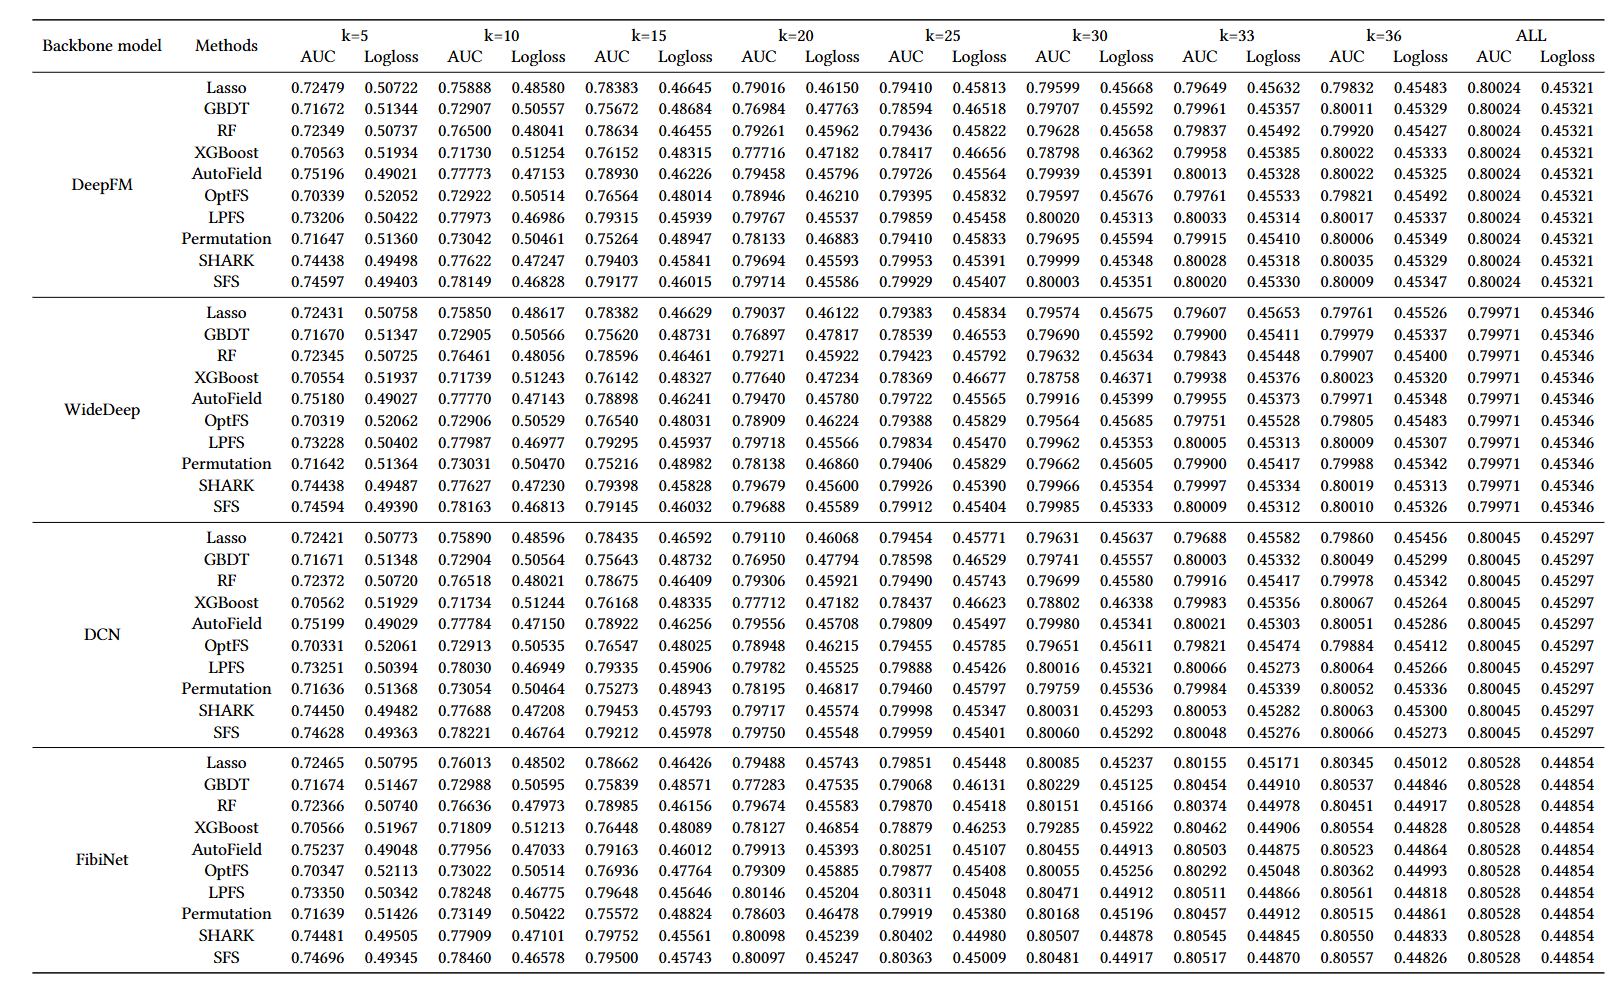 Backbone model Methods k=5 k=10 k=15 k=20 k=25 k=30 k=33 k=36 ALL
AUC Logloss AUC Logloss AUC Logloss AUC Logloss AUC Logloss AUC Logloss AUC Logloss AUC Logloss AUC Logloss
DeepFM
Lasso 0.72479 0.50722 0.75888 0.48580 0.78383 0.46645 0.79016 0.46150 0.79410 0.45813 0.79599 0.45668 0.79649 0.45632 0.79832 0.45483 0.80024 0.45321
GBDT 0.71672 0.51344 0.72907 0.50557 0.75672 0.48684 0.76984 0.47763 0.78594 0.46518 0.79707 0.45592 0.79961 0.45357 0.80011 0.45329 0.80024 0.45321
RF 0.72349 0.50737 0.76500 0.48041 0.78634 0.46455 0.79261 0.45962 0.79436 0.45822 0.79628 0.45658 0.79837 0.45492 0.79920 0.45427 0.80024 0.45321
XGBoost 0.70563 0.51934 0.71730 0.51254 0.76152 0.48315 0.77716 0.47182 0.78417 0.46656 0.78798 0.46362 0.79958 0.45385 0.80022 0.45333 0.80024 0.45321
AutoField 0.75196 0.49021 0.77773 0.47153 0.78930 0.46226 0.79458 0.45796 0.79726 0.45564 0.79939 0.45391 0.80013 0.45328 0.80022 0.45325 0.80024 0.45321
OptFS 0.70339 0.52052 0.72922 0.50514 0.76564 0.48014 0.78946 0.46210 0.79395 0.45832 0.79597 0.45676 0.79761 0.45533 0.79821 0.45492 0.80024 0.45321
LPFS 0.73206 0.50422 0.77973 0.46986 0.79315 0.45939 0.79767 0.45537 0.79859 0.45458 0.80020 0.45313 0.80033 0.45314 0.80017 0.45337 0.80024 0.45321
Permutation 0.71647 0.51360 0.73042 0.50461 0.75264 0.48947 0.78133 0.46883 0.79410 0.45833 0.79695 0.45594 0.79915 0.45410 0.80006 0.45349 0.80024 0.45321
SHARK 0.74438 0.49498 0.77622 0.47247 0.79403 0.45841 0.79694 0.45593 0.79953 0.45391 0.79999 0.45348 0.80028 0.45318 0.80035 0.45329 0.80024 0.45321
SFS 0.74597 0.49403 0.78149 0.46828 0.79177 0.46015 0.79714 0.45586 0.79929 0.45407 0.80003 0.45351 0.80020 0.45330 0.80009 0.45347 0.80024 0.45321
WideDeep
Lasso 0.72431 0.50758 0.75850 0.48617 0.78382 0.46629 0.79037 0.46122 0.79383 0.45834 0.79574 0.45675 0.79607 0.45653 0.79761 0.45526 0.79971 0.45346
GBDT 0.71670 0.51347 0.72905 0.50566 0.75620 0.48731 0.76897 0.47817 0.78539 0.46553 0.79690 0.45592 0.79900 0.45411 0.79979 0.45337 0.79971 0.45346
RF 0.72345 0.50725 0.76461 0.48056 0.78596 0.46461 0.79271 0.45922 0.79423 0.45792 0.79632 0.45634 0.79843 0.45448 0.79907 0.45400 0.79971 0.45346
XGBoost 0.70554 0.51937 0.71739 0.51243 0.76142 0.48327 0.77640 0.47234 0.78369 0.46677 0.78758 0.46371 0.79938 0.45376 0.80023 0.45320 0.79971 0.45346
AutoField 0.75180 0.49027 0.77770 0.47143 0.78898 0.46241 0.79470 0.45780 0.79722 0.45565 0.79916 0.45399 0.79955 0.45373 0.79971 0.45348 0.79971 0.45346
OptFS 0.70319 0.52062 0.72906 0.50529 0.76540 0.48031 0.78909 0.46224 0.79388 0.45829 0.79564 0.45685 0.79751 0.45528 0.79805 0.45483 0.79971 0.45346
LPFS 0.73228 0.50402 0.77987 0.46977 0.79295 0.45937 0.79718 0.45566 0.79834 0.45470 0.79962 0.45353 0.80005 0.45313 0.80009 0.45307 0.79971 0.45346
Permutation 0.71642 0.51364 0.73031 0.50470 0.75216 0.48982 0.78138 0.46860 0.79406 0.45829 0.79662 0.45605 0.79900 0.45417 0.79988 0.45342 0.79971 0.45346
SHARK 0.74438 0.49487 0.77627 0.47230 0.79398 0.45828 0.79679 0.45600 0.79926 0.45390 0.79966 0.45354 0.79997 0.45334 0.80019 0.45313 0.79971 0.45346
SFS 0.74594 0.49390 0.78163 0.46813 0.79145 0.46032 0.79688 0.45589 0.79912 0.45404 0.79985 0.45333 0.80009 0.45312 0.80010 0.45326 0.79971 0.45346
DCN
Lasso 0.72421 0.50773 0.75890 0.48596 0.78435 0.46592 0.79110 0.46068 0.79454 0.45771 0.79631 0.45637 0.79688 0.45582 0.79860 0.45456 0.80045 0.45297
GBDT 0.71671 0.51348 0.72904 0.50564 0.75643 0.48732 0.76950 0.47794 0.78598 0.46529 0.79741 0.45557 0.80003 0.45332 0.80049 0.45299 0.80045 0.45297
RF 0.72372 0.50720 0.76518 0.48021 0.78675 0.46409 0.79306 0.45921 0.79490 0.45743 0.79699 0.45580 0.79916 0.45417 0.79978 0.45342 0.80045 0.45297
XGBoost 0.70562 0.51929 0.71734 0.51244 0.76168 0.48335 0.77712 0.47182 0.78437 0.46623 0.78802 0.46338 0.79983 0.45356 0.80067 0.45264 0.80045 0.45297
AutoField 0.75199 0.49029 0.77784 0.47150 0.78922 0.46256 0.79556 0.45708 0.79809 0.45497 0.79980 0.45341 0.80021 0.45303 0.80051 0.45286 0.80045 0.45297
OptFS 0.70331 0.52061 0.72913 0.50535 0.76547 0.48025 0.78948 0.46215 0.79455 0.45785 0.79651 0.45611 0.79821 0.45474 0.79884 0.45412 0.80045 0.45297
LPFS 0.73251 0.50394 0.78030 0.46949 0.79335 0.45906 0.79782 0.45525 0.79888 0.45426 0.80016 0.45321 0.80066 0.45273 0.80064 0.45266 0.80045 0.45297
Permutation 0.71636 0.51368 0.73054 0.50464 0.75273 0.48943 0.78195 0.46817 0.79460 0.45797 0.79759 0.45536 0.79984 0.45339 0.80052 0.45336 0.80045 0.45297
SHARK 0.74450 0.49482 0.77688 0.47208 0.79453 0.45793 0.79717 0.45574 0.79998 0.45347 0.80031 0.45293 0.80053 0.45282 0.80063 0.45300 0.80045 0.45297
SFS 0.74628 0.49363 0.78221 0.46764 0.79212 0.45978 0.79750 0.45548 0.79959 0.45401 0.80060 0.45292 0.80048 0.45276 0.80066 0.45273 0.80045 0.45297
FibiNet
Lasso 0.72465 0.50795 0.76013 0.48502 0.78662 0.46426 0.79488 0.45743 0.79851 0.45448 0.80085 0.45237 0.80155 0.45171 0.80345 0.45012 0.80528 0.44854
GBDT 0.71674 0.51467 0.72988 0.50595 0.75839 0.48571 0.77283 0.47535 0.79068 0.46131 0.80229 0.45125 0.80454 0.44910 0.80537 0.44846 0.80528 0.44854
RF 0.72366 0.50740 0.76636 0.47973 0.78985 0.46156 0.79674 0.45583 0.79870 0.45418 0.80151 0.45166 0.80374 0.44978 0.80451 0.44917 0.80528 0.44854
XGBoost 0.70566 0.51967 0.71809 0.51213 0.76448 0.48089 0.78127 0.46854 0.78879 0.46253 0.79285 0.45922 0.80462 0.44906 0.80554 0.44828 0.80528 0.44854
AutoField 0.75237 0.49048 0.77956 0.47033 0.79163 0.46012 0.79913 0.45393 0.80251 0.45107 0.80455 0.44913 0.80503 0.44875 0.80523 0.44864 0.80528 0.44854
OptFS 0.70347 0.52113 0.73022 0.50514 0.76936 0.47764 0.79309 0.45885 0.79877 0.45408 0.80055 0.45256 0.80292 0.45048 0.80362 0.44993 0.80528 0.44854
LPFS 0.73350 0.50342 0.78248 0.46775 0.79648 0.45646 0.80146 0.45204 0.80311 0.45048 0.80471 0.44912 0.80511 0.44866 0.80561 0.44818 0.80528 0.44854
Permutation 0.71639 0.51426 0.73149 0.50422 0.75572 0.48824 0.78603 0.46478 0.79919 0.45380 0.80168 0.45196 0.80457 0.44912 0.80515 0.44861 0.80528 0.44854
SHARK 0.74481 0.49505 0.77909 0.47101 0.79752 0.45561 0.80098 0.45239 0.80402 0.44980 0.80507 0.44878 0.80545 0.44845 0.80550 0.44833 0.80528 0.44854
SFS 0.74696 0.49345 0.78460 0.46578 0.79500 0.45743 0.80097 0.45247 0.80363 0.45009 0.80481 0.44917 0.80517 0.44870 0.80557 0.44826 0.80528 0.44854